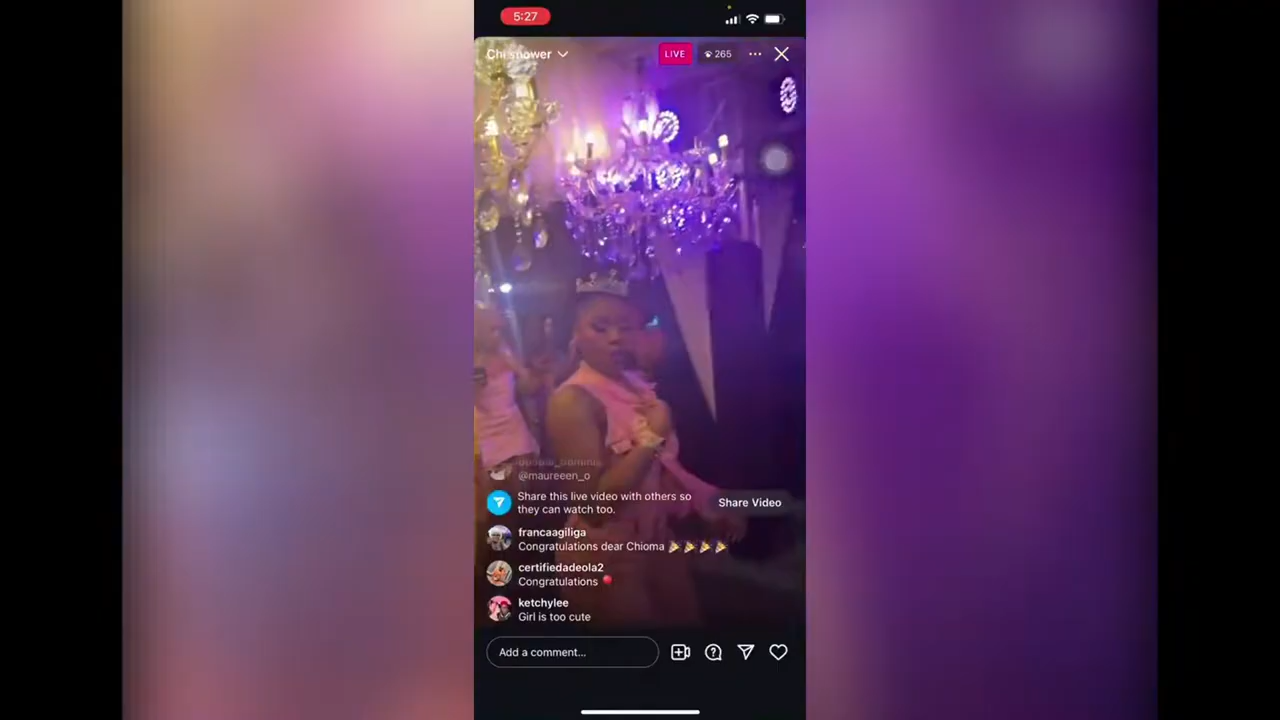 5:27
Chi shower
LIVE
265
@maureeen_o
Share this live video with others so
they can watch too.
Share Video
francaagiliga
Congratulations dear Chioma 🎉🎉🎉🎉
certifiedadeola2
Congratulations 🎈
ketchylee
Girl is too cute
Add a comment...